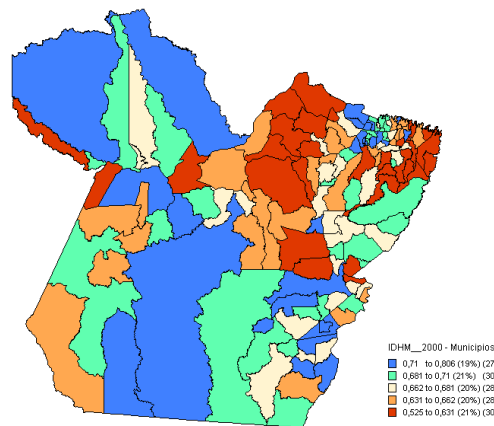 IDHM__2000 - Municípios
0,71 to 0,806 (19%) (27
0,681 to 0,71 (21%) (30
0,662 to 0,681 (20%) (28
0,631 to 0,662 (20%) (28
0,525 to 0,631 (21%) (30